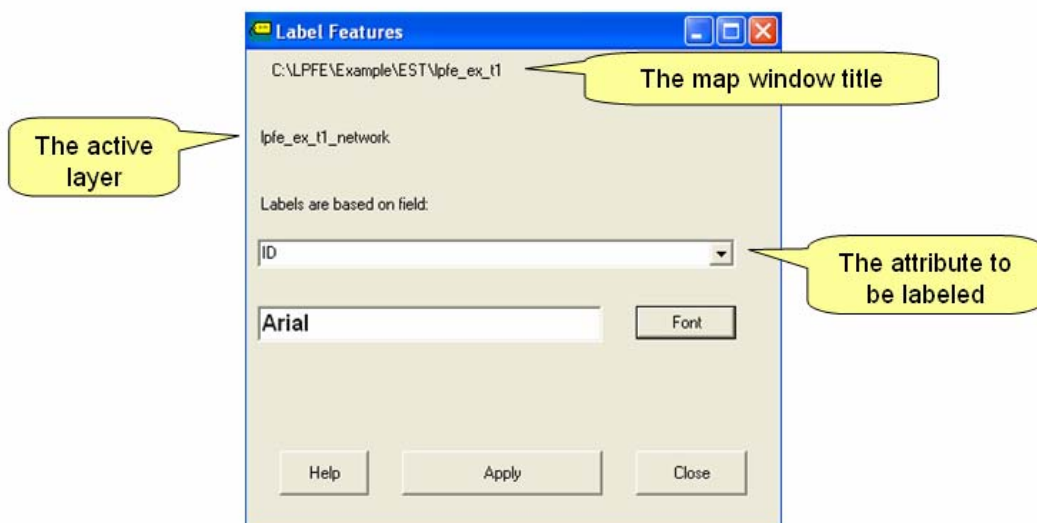 Label Features
C:\LPFE\Example\EST\lpfe_ex_t1
The map window title
The active
layer
lpfe_ex_t1_network
Labels are based on field:
ID
The attribute to
be labeled
Arial
Font
Help
Apply
Close